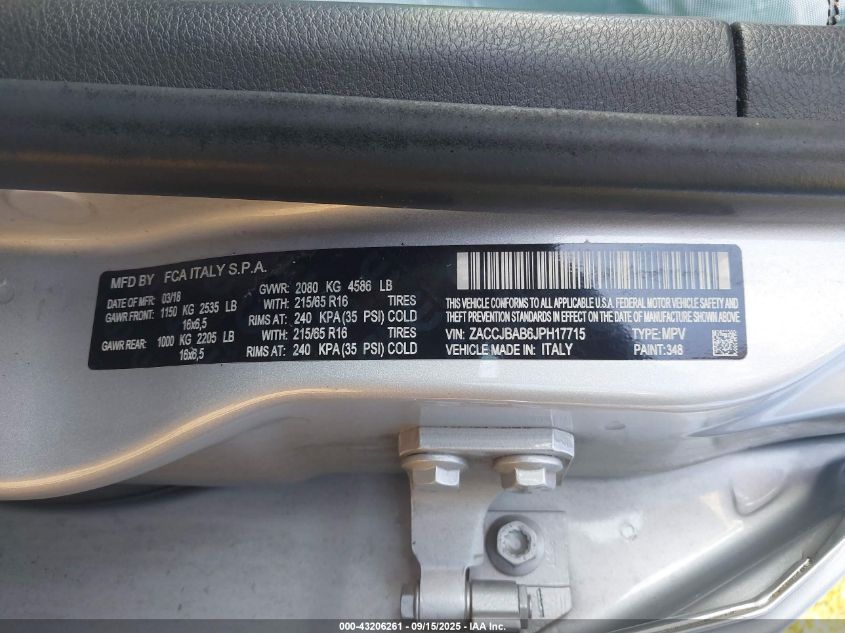 MFD BY FCA ITALY S.P.A.
DATE OF MFR: 03/18 GVWR: 2080 KG 4586 LB
GAWR FRONT: 1150 KG 2535 LB WITH: 215/65 R16 TIRES
16x6,5 RIMS AT: 240 KPA (35 PSI) COLD
GAWR REAR: 1000 KG 2205 LB WITH: 215/65 R16 TIRES
16x6,5 RIMS AT: 240 KPA (35 PSI) COLD
THIS VEHICLE CONFORMS TO ALL APPLICABLE U.S.A. FEDERAL MOTOR VEHICLE SAFETY AND
THEFT PREVENTION STANDARDS IN EFFECT ON THE DATE OF MANUFACTURE SHOWN ABOVE.
VIN: ZACCJBAB6JPH17715 TYPE: MPV
VEHICLE MADE IN: ITALY PAINT: 348
000-43206261 - 09/15/2025 - IAA Inc.